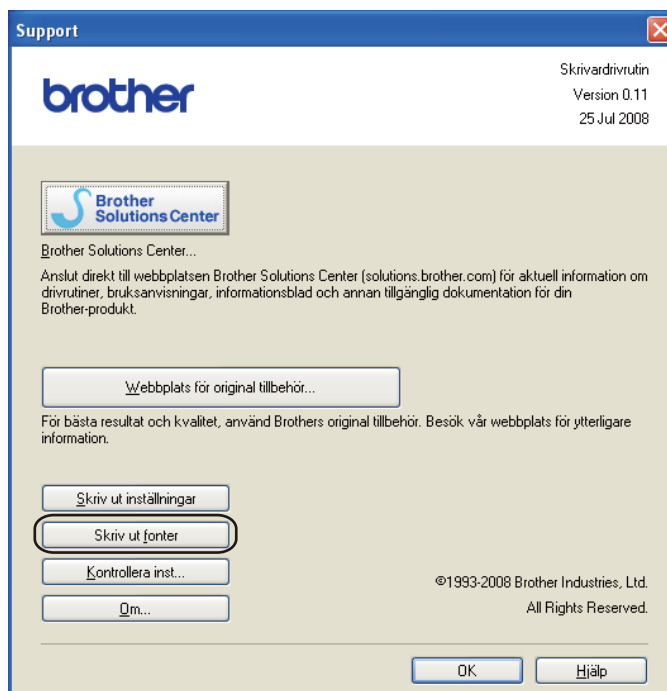 Support
brother
Skrivardrivrutin
Version 0.11
25 Jul 2008
Brother
Solutions Center
Brother Solutions Center...
Anslut direkt till webbplatsen Brother Solutions Center (solutions.brother.com) för aktuell information om
drivrutiner, bruksanvisningar, informationsblad och annan tillgänglig dokumentation för din
Brother-produkt.
Webbplats för original tillbehör...
För bästa resultat och kvalitet, använd Brothers original tillbehör. Besök vår webbplats för ytterligare
information.
Skriv ut inställningar
Skriv ut fonter
Kontrollera inst...
Om...
©1993-2008 Brother Industries, Ltd.
All Rights Reserved.
OK
Hjälp